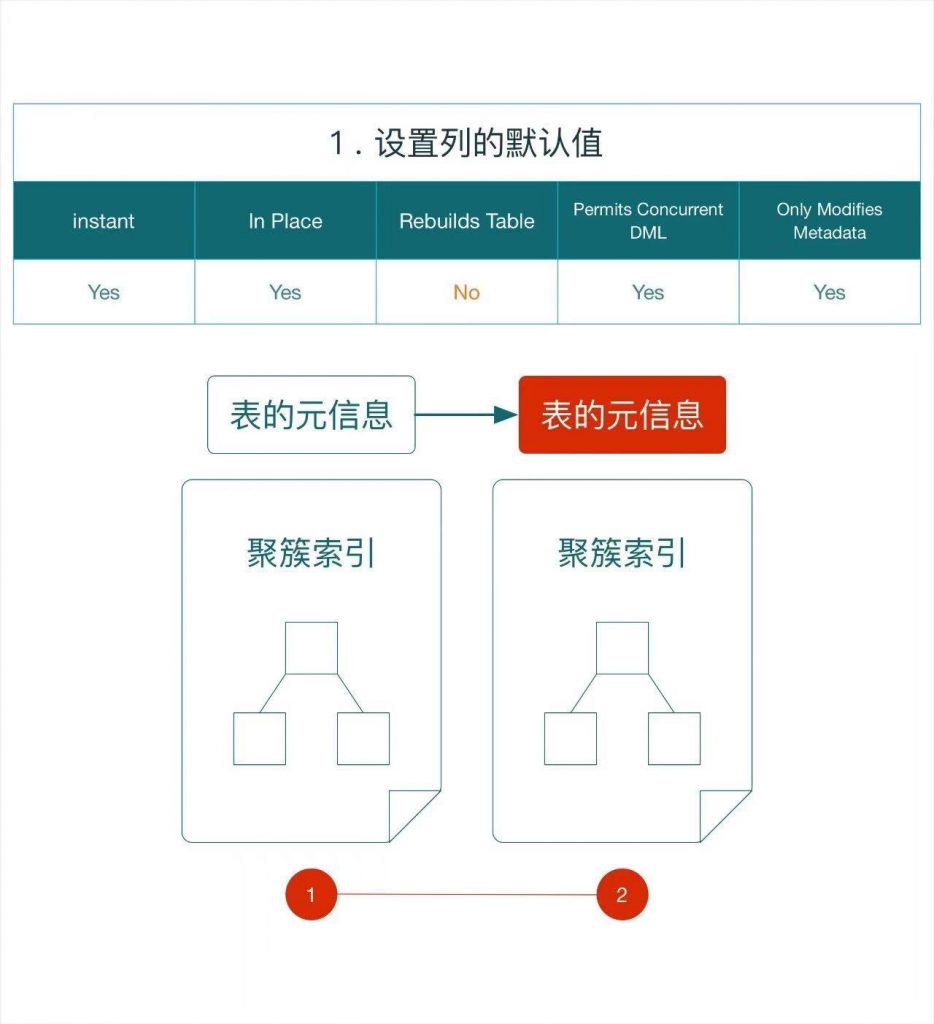 1. 设置列的默认值
instant
In Place
Rebuilds Table
Permits Concurrent
DML
Only Modifies
Metadata
Yes
Yes
No
Yes
Yes
表的元信息
表的元信息
聚簇索引
聚簇索引
1
2